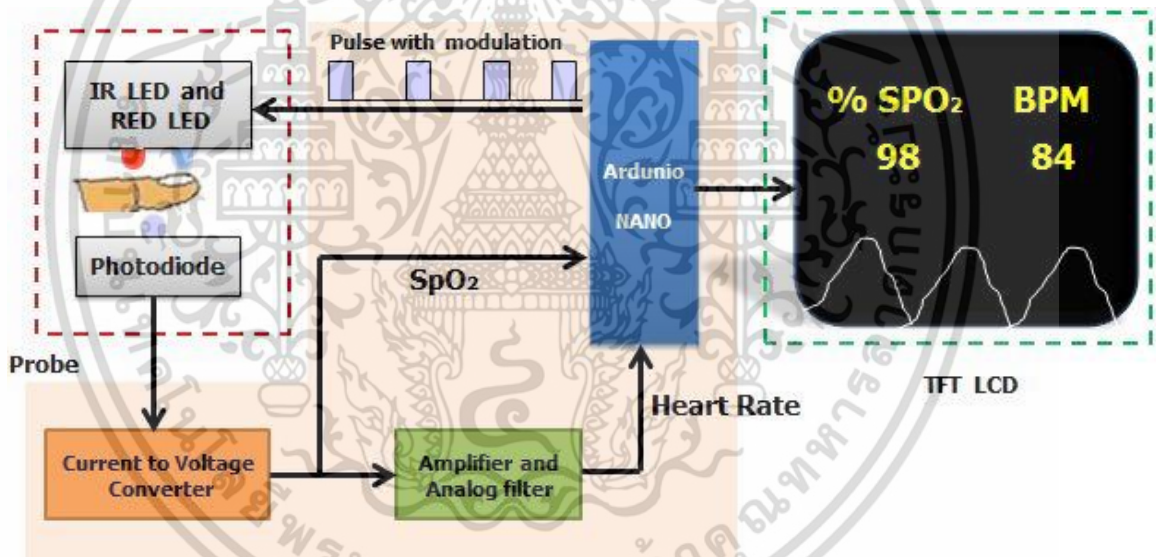 Pulse with modulation
IR LED and
RED LED
Photodiode
Probe
SpO₂
Ardunio
NANO
% SPO₂ BPM
98 84
TFT LCD
Heart Rate
Current to Voltage
Converter
Amplifier and
Analog filter